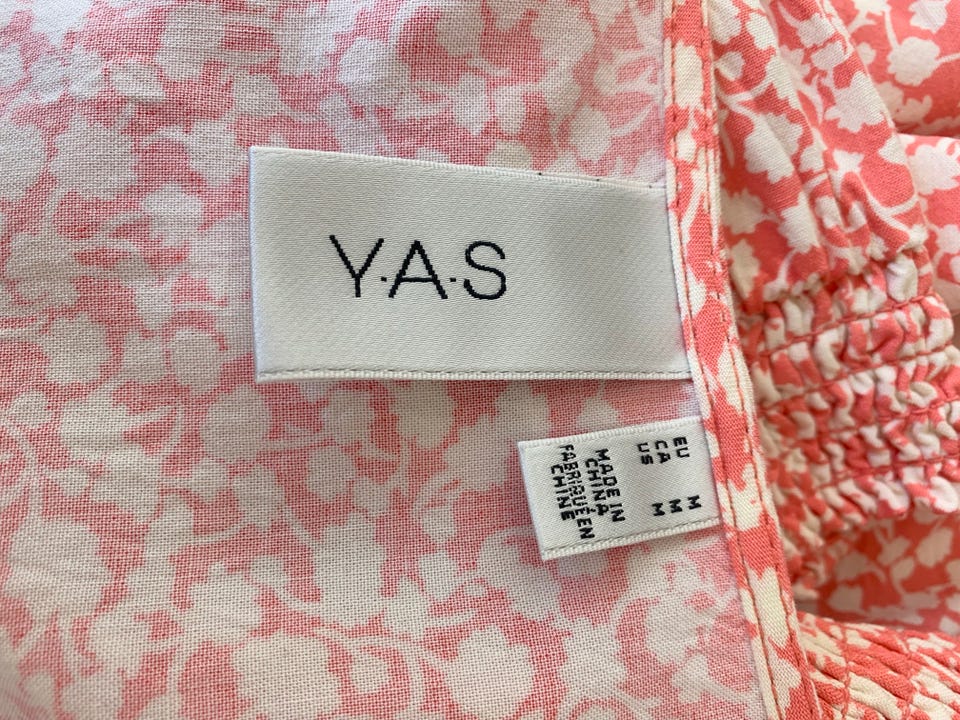 Y.A.S
EU M
CA M
US M
MADE IN
CHINA
FABRIQUÉ EN
CHINE